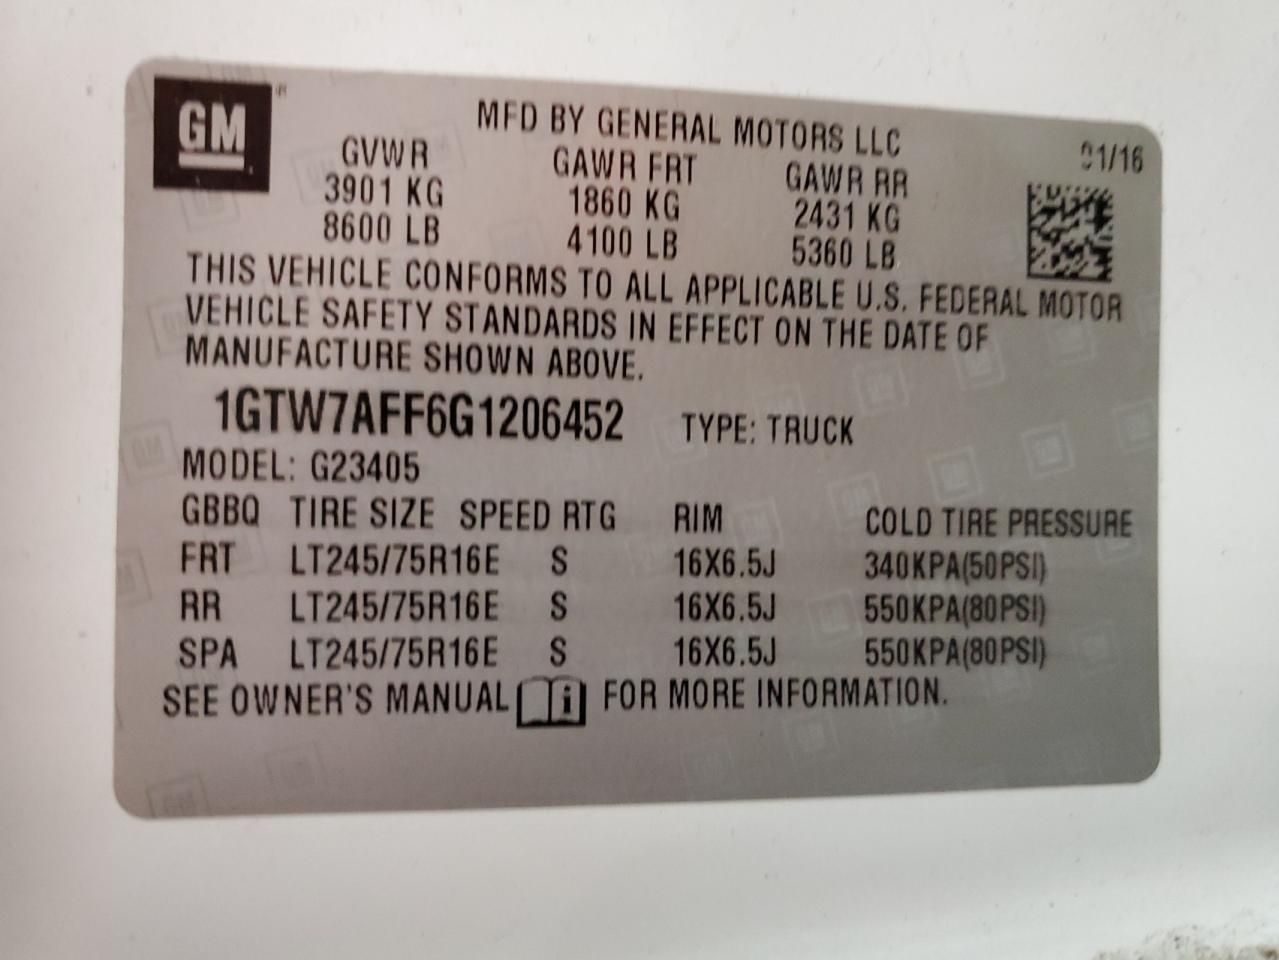 GM
MFD BY GENERAL MOTORS LLC
01/16
GVWR GAWR FRT GAWR RR
3901 KG 1860 KG 2431 KG
8600 LB 4100 LB 5360 LB
THIS VEHICLE CONFORMS TO ALL APPLICABLE U.S. FEDERAL MOTOR
VEHICLE SAFETY STANDARDS IN EFFECT ON THE DATE OF
MANUFACTURE SHOWN ABOVE.
1GTW7AFF6G1206452 TYPE: TRUCK
MODEL: G23405
GBBQ TIRE SIZE SPEED RTG RIM COLD TIRE PRESSURE
FRT LT245/75R16E S 16X6.5J 340KPA(50PSI)
RR LT245/75R16E S 16X6.5J 550KPA(80PSI)
SPA LT245/75R16E S 16X6.5J 550KPA(80PSI)
SEE OWNER'S MANUAL i FOR MORE INFORMATION.